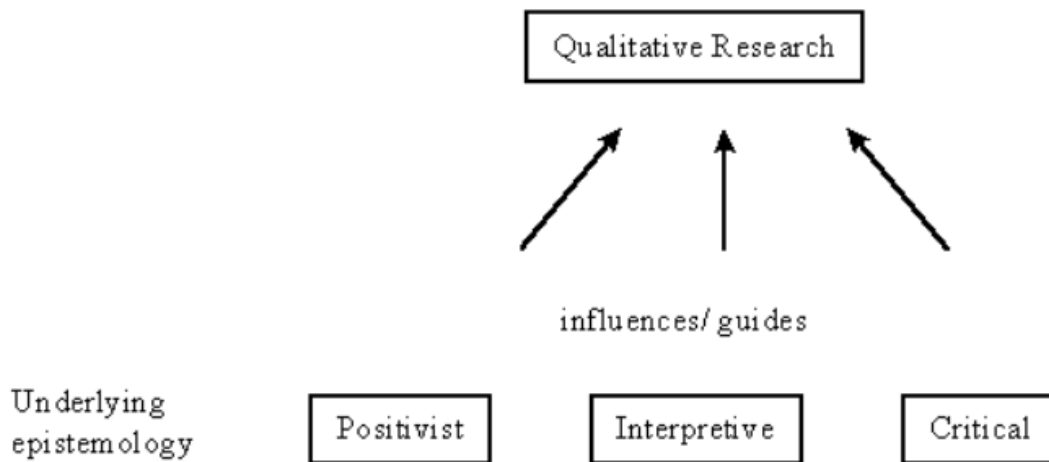 Qualitative Research
influences/ guides
Underlying
epistemology
Positivist
Interpretive
Critical